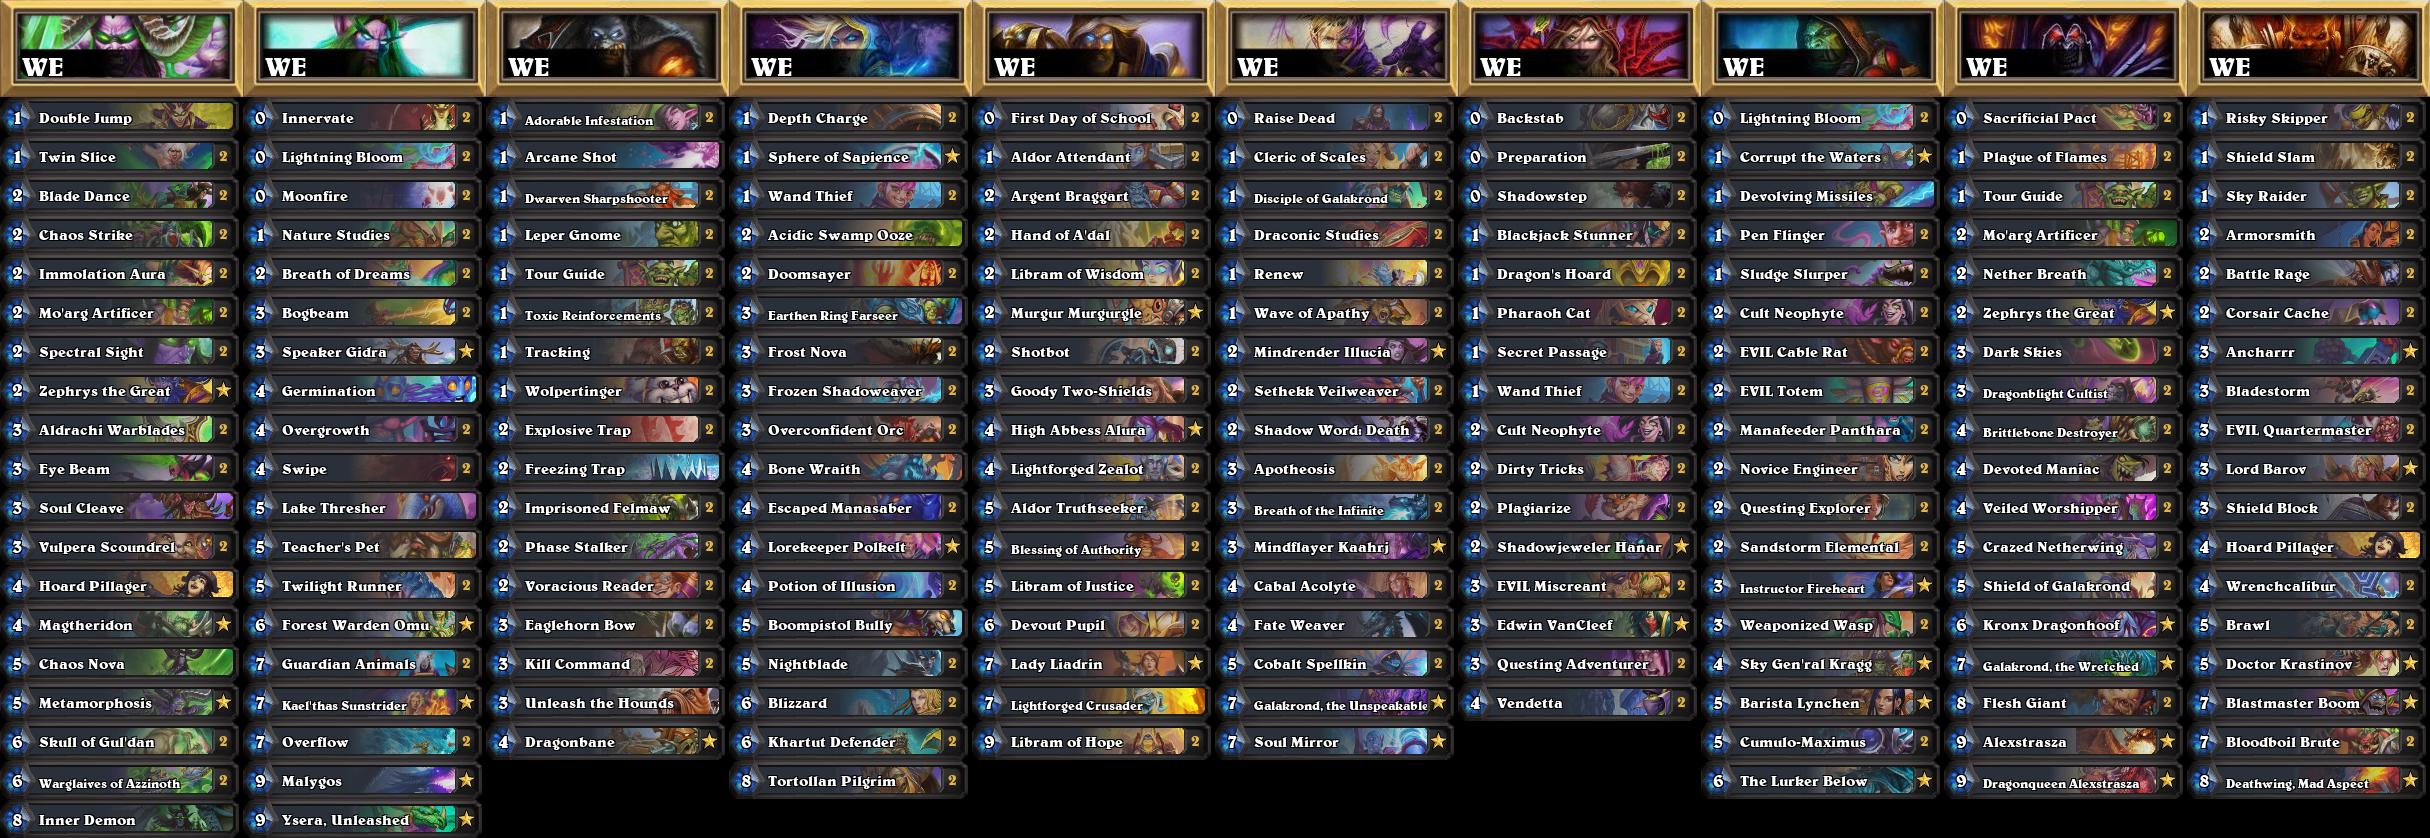 WE
1 Double Jump
1 Twin Slice 2
2 Blade Dance 2
2 Chaos Strike 2
2 Immolation Aura 2
2 Mo'arg Artificer 2
2 Spectral Sight 2
2 Zephrys the Great
3 Aldrachi Warblades 2
3 Eye Beam 2
3 Soul Cleave
3 Vulpera Scoundrel 2
4 Hoard Pillager
4 Magtheridon
5 Chaos Nova
5 Metamorphosis
6 Skull of Gul'dan 2
6 Warglaives of Azzinoth 2
8 Inner Demon
WE
0 Innervate 2
0 Lightning Bloom 2
0 Moonfire 2
1 Nature Studies 2
2 Breath of Dreams 2
3 Bogbeam 2
3 Speaker Gidra
4 Germination
4 Overgrowth 2
4 Swipe 2
5 Lake Thresher
5 Teacher's Pet
5 Twilight Runner 2
6 Forest Warden Omu
7 Guardian Animals 2
7 Kael'thas Sunstrider
7 Overflow 2
9 Malygos
9 Ysera, Unleashed
WE
1 Adorable Infestation 2
1 Arcane Shot
1 Dwarven Sharpshooter 2
1 Leper Gnome 2
1 Tour Guide 2
1 Toxic Reinforcements 2
1 Tracking 2
1 Wolpertinger 2
2 Explosive Trap 2
2 Freezing Trap
2 Imprisoned Felmaw 2
2 Phase Stalker 2
2 Voracious Reader 2
3 Eaglehorn Bow 2
3 Kill Command 2
3 Unleash the Hounds
4 Dragonbane
WE
1 Depth Charge 2
1 Sphere of Sapience
1 Wand Thief 2
2 Acidic Swamp Ooze
2 Doomsayer 2
3 Earthen Ring Farseer
3 Frost Nova 2
3 Frozen Shadoweaver 2
3 Overconfident Orc 2
4 Bone Wraith
4 Escaped Manasaber 2
4 Lorekeeper Polkelt
4 Potion of Illusion 2
5 Boompistol Bully
5 Nightblade 2
6 Blizzard 2
6 Khartut Defender 2
8 Tortollan Pilgrim 2
WE
0 First Day of School 2
1 Aldor Attendant 2
2 Argent Braggart 2
2 Hand of A'dal 2
2 Libram of Wisdom 2
2 Murgur Murgurgle
2 Shotbot 2
3 Goody Two-Shields 2
4 High Abbess Alura
4 Lightforged Zealot 2
5 Aldor Truthseeker 2
5 Blessing of Authority 2
5 Libram of Justice 2
6 Devout Pupil 2
7 Lady Liadrin
7 Lightforged Crusader
9 Libram of Hope 2
WE
0 Raise Dead 2
1 Cleric of Scales 2
1 Disciple of Galakrond 2
1 Draconic Studies 2
1 Renew 2
1 Wave of Apathy 2
2 Mindrender Illucia
2 Sethekk Veilweaver 2
2 Shadow Word: Death 2
3 Apotheosis 2
3 Breath of the Infinite 2
3 Mindflayer Kaahrj
4 Cabal Acolyte 2
4 Fate Weaver 2
5 Cobalt Spellkin 2
7 Galakrond, the Unspeakable
7 Soul Mirror
WE
0 Backstab 2
0 Preparation 2
0 Shadowstep 2
1 Blackjack Stunner 2
1 Dragon's Hoard 2
1 Pharaoh Cat 2
1 Secret Passage 2
1 Wand Thief 2
2 Cult Neophyte 2
2 Dirty Tricks 2
2 Plagiarize 2
2 Shadowjeweler Hanar
3 EVIL Miscreant 2
3 Edwin VanCleef
3 Questing Adventurer 2
4 Vendetta 2
WE
0 Lightning Bloom 2
1 Corrupt the Waters
1 Devolving Missiles
1 Pen Flinger 2
1 Sludge Slurper 2
2 Cult Neophyte 2
2 EVIL Cable Rat 2
2 EVIL Totem 2
2 Manafeeder Panthara 2
2 Novice Engineer 2
2 Questing Explorer 2
2 Sandstorm Elemental 2
3 Instructor Fireheart
3 Weaponized Wasp 2
4 Sky Gen'ral Kragg
5 Barista Lynchen
5 Cumulo-Maximus 2
6 The Lurker Below
WE
0 Sacrificial Pact 2
1 Plague of Flames 2
1 Tour Guide 2
2 Mo'arg Artificer
2 Nether Breath 2
2 Zephrys the Great
3 Dark Skies 2
3 Dragonblight Cultist 2
4 Brittlebone Destroyer 2
4 Devoted Maniac 2
4 Veiled Worshipper 2
5 Crazed Netherwing 2
5 Shield of Galakrond 2
6 Kronx Dragonhoof
7 Galakrond, the Wretched
8 Flesh Giant 2
9 Alexstrasza
9 Dragonqueen Alexstrasza
WE
1 Risky Skipper 2
1 Shield Slam 2
1 Sky Raider 2
2 Armorsmith 2
2 Battle Rage 2
2 Corsair Cache 2
3 Ancharrr
3 Bladestorm 2
3 EVIL Quartermaster 2
3 Lord Barov
3 Shield Block 2
4 Hoard Pillager
4 Wrenchcalibur 2
5 Brawl 2
5 Doctor Krastinov
7 Blastmaster Boom
7 Bloodboil Brute 2
8 Deathwing, Mad Aspect